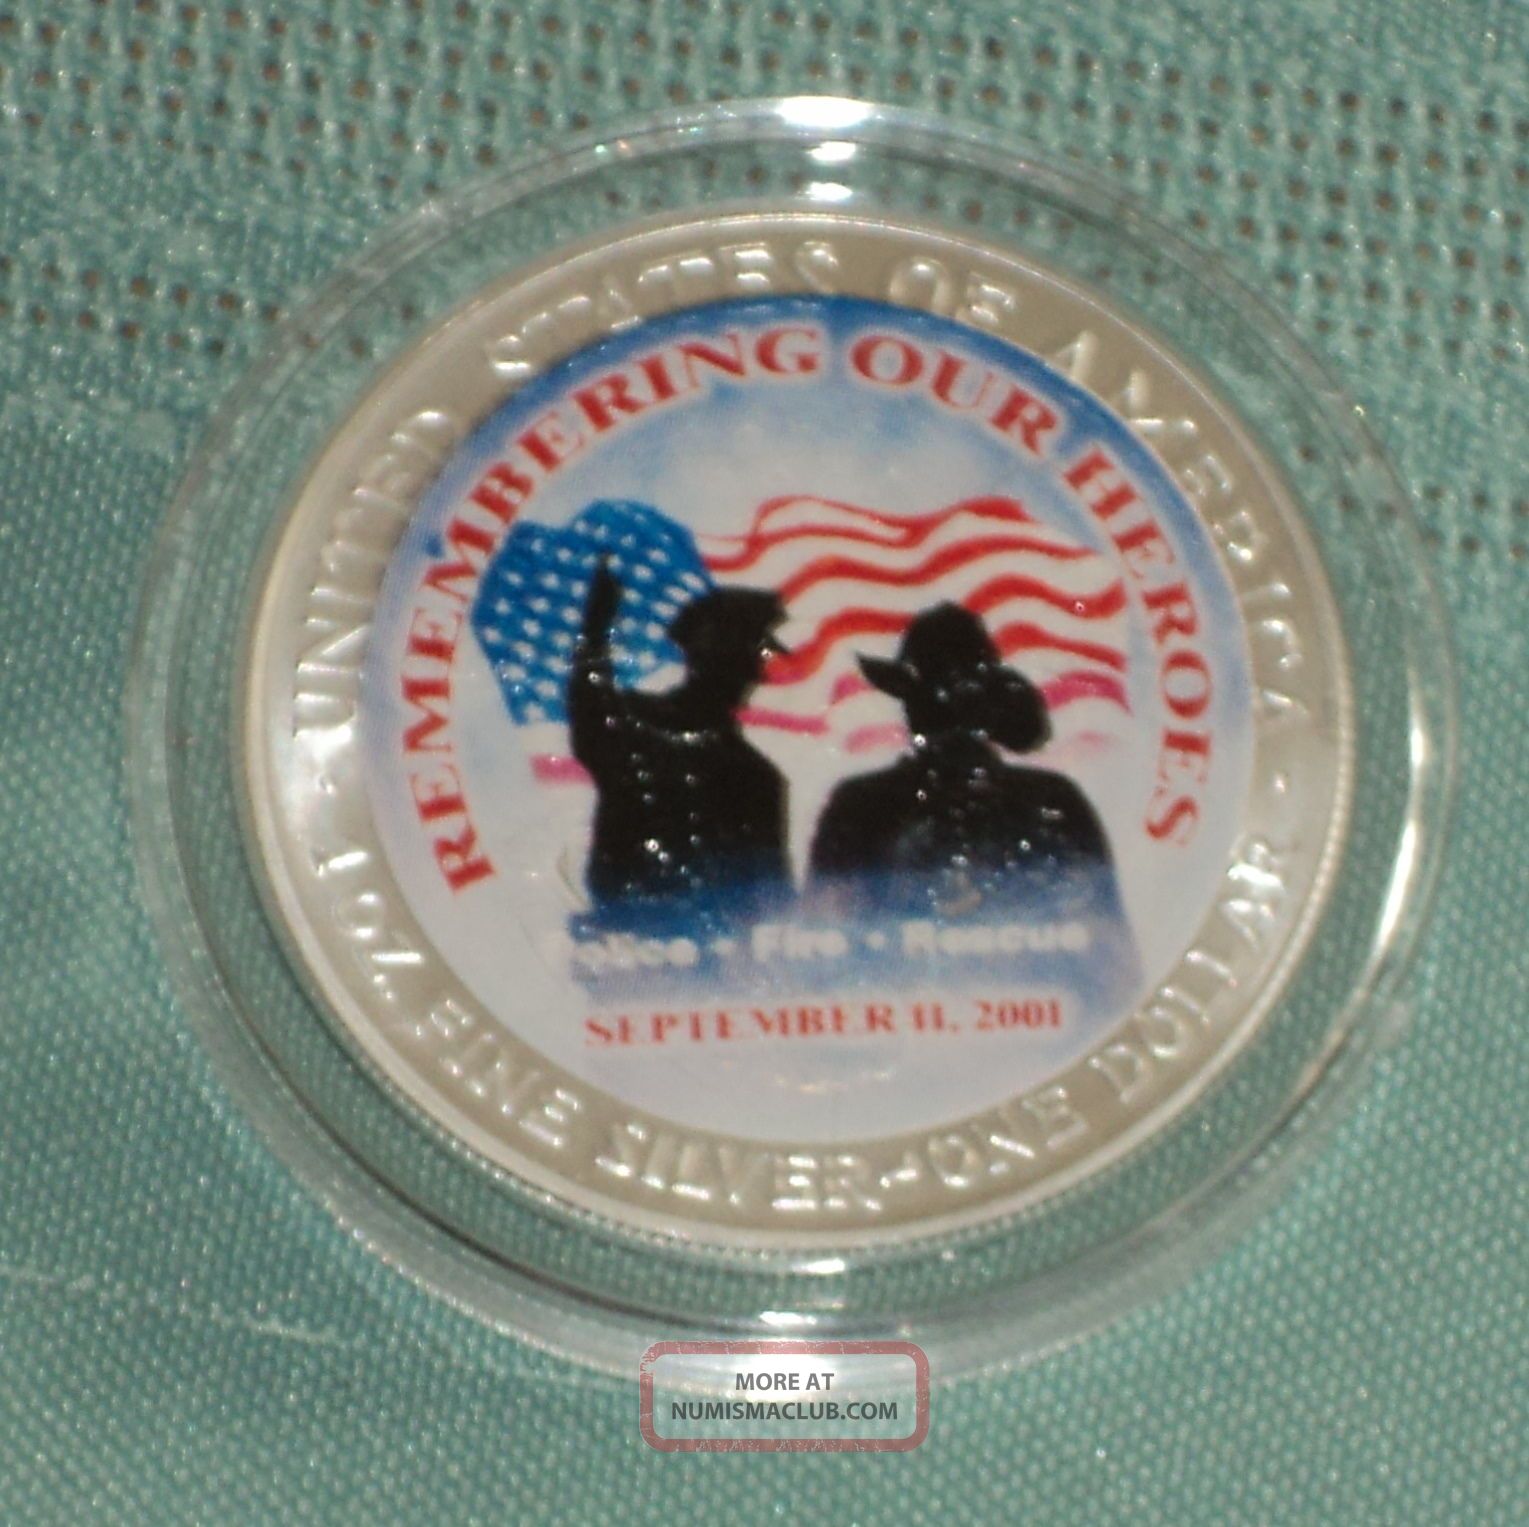 UNITED STATES OF AMERICA
REMEMBERING OUR HEROES
Police • Fire • Rescue
SEPTEMBER 11, 2001
1 OZ. FINE SILVER-ONE DOLLAR
MORE AT
NUMISMACLUB.COM